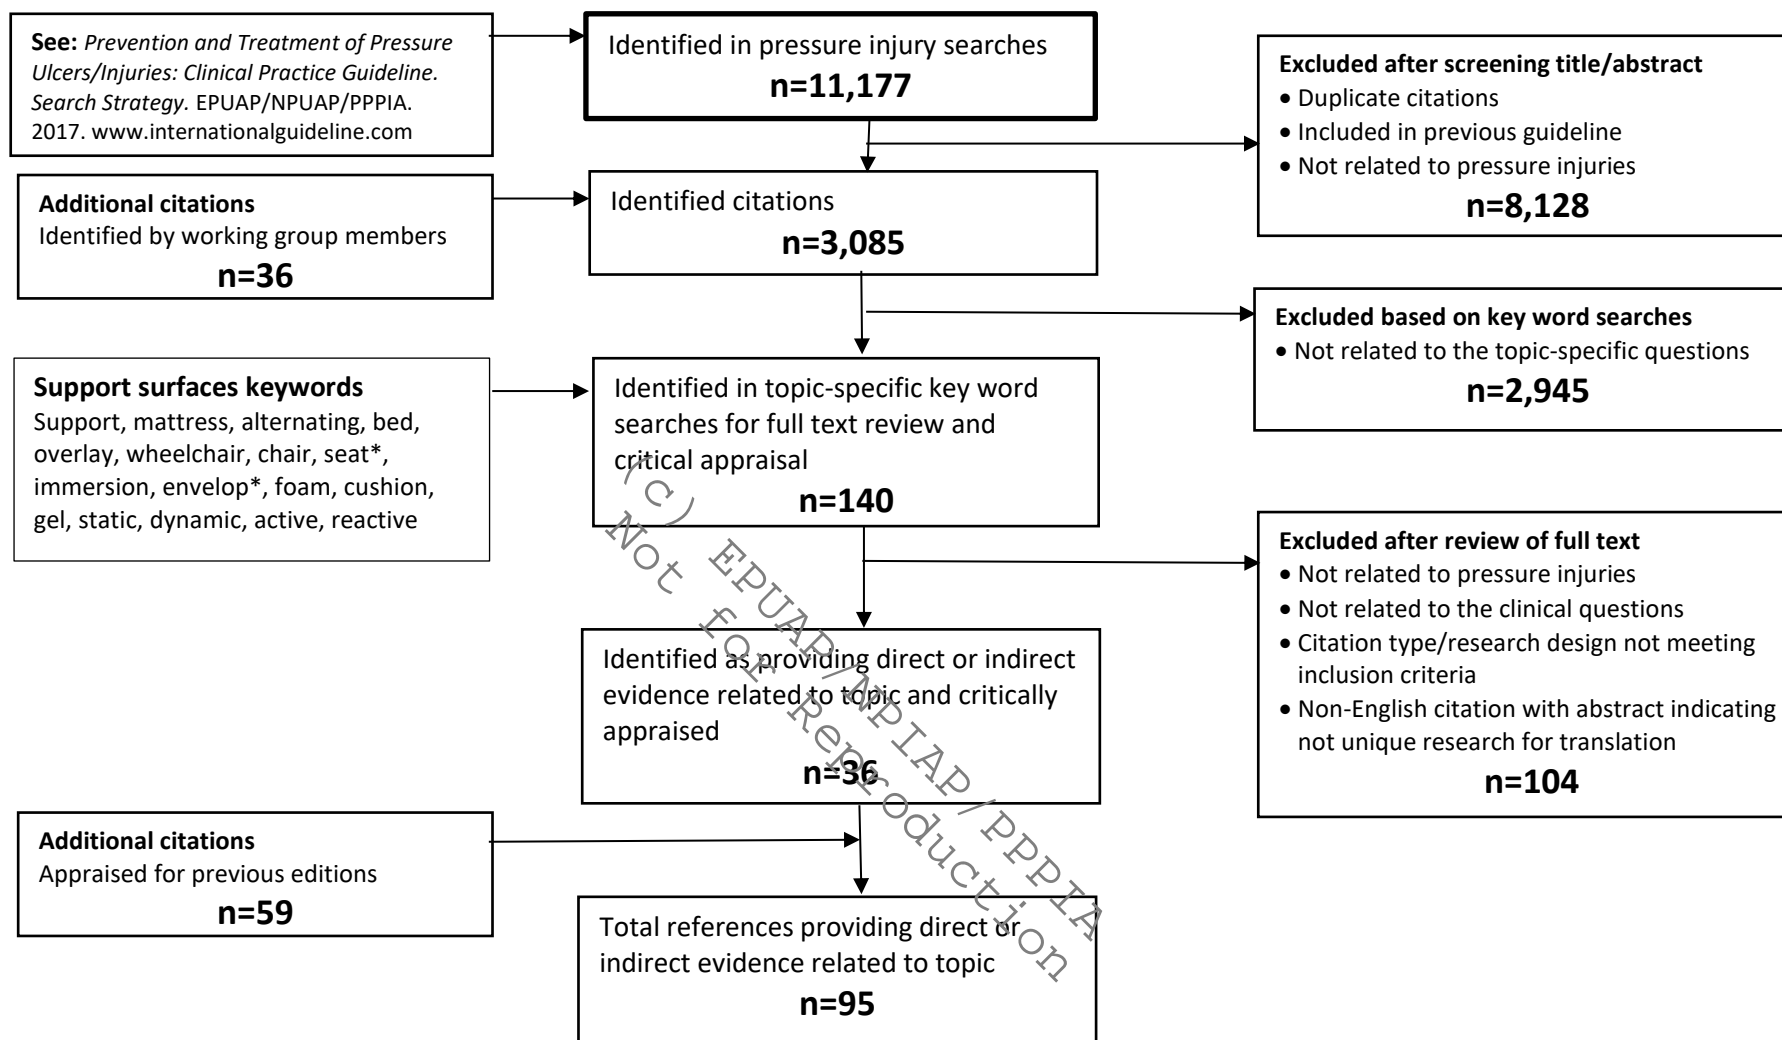 See: Prevention and Treatment of Pressure
Ulcers/Injuries: Clinical Practice Guideline.
Search Strategy. EPUAP/NPUAP/PPPIA.
2017. www.internationalguideline.com
Identified in pressure injury searches
n=11,177
Excluded after screening title/abstract
• Duplicate citations
• Included in previous guideline
• Not related to pressure injuries
n=8,128
Additional citations
Identified by working group members
n=36
Identified citations
n=3,085
Excluded based on key word searches
• Not related to the topic-specific questions
n=2,945
Support surfaces keywords
Support, mattress, alternating, bed,
overlay, wheelchair, chair, seat*,
immersion, envelop*, foam, cushion,
gel, static, dynamic, active, reactive
Identified in topic-specific key word
searches for full text review and
critical appraisal
n=140
Excluded after review of full text
• Not related to pressure injuries
• Not related to the clinical questions
• Citation type/research design not meeting
inclusion criteria
• Non-English citation with abstract indicating
not unique research for translation
n=104
Identified as providing direct or indirect
evidence related to topic and critically
appraised
n=36
Additional citations
Appraised for previous editions
n=59
Total references providing direct or
indirect evidence related to topic
n=95
(c) EPUAP/NPIAP/PPPIA
Not for Reproduction